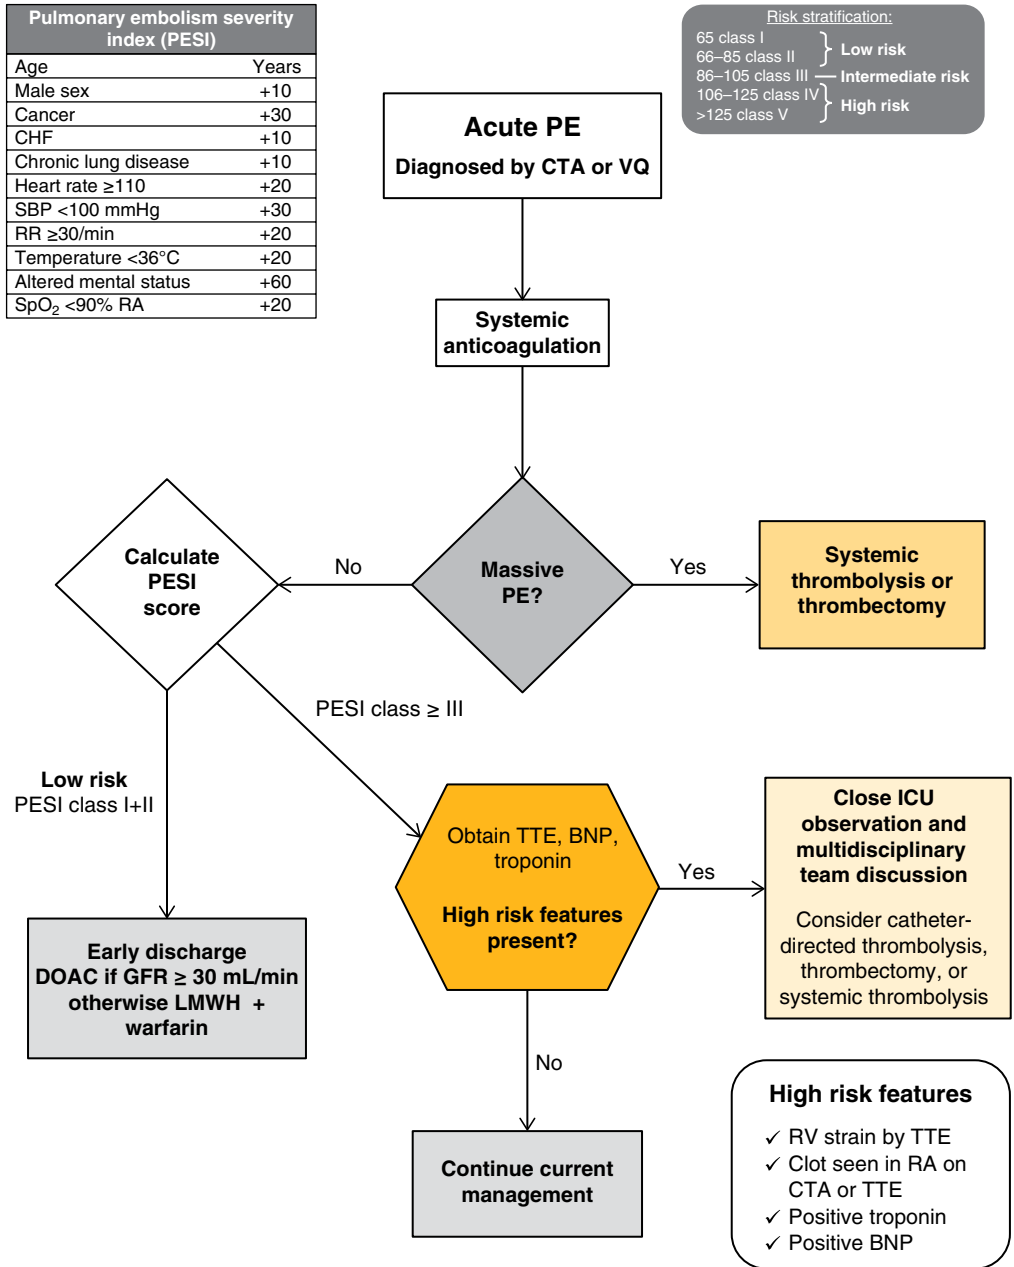 Pulmonary embolism severity
index (PESI)
Age Years
Male sex +10
Cancer +30
CHF +10
Chronic lung disease +10
Heart rate ≥110 +20
SBP <100 mmHg +30
RR ≥30/min +20
Temperature <36°C +20
Altered mental status +60
SpO₂ <90% RA +20
Risk stratification:
65 class I
66–85 class II
Low risk
86–105 class III — Intermediate risk
106–125 class IV
>125 class V
High risk
Acute PE
Diagnosed by CTA or VQ
Systemic
anticoagulation
Massive
PE?
No
Yes
Systemic
thrombolysis or
thrombectomy
Calculate
PESI
score
PESI class ≥ III
Low risk
PESI class I+II
Early discharge
DOAC if GFR ≥ 30 mL/min
otherwise LMWH +
warfarin
Obtain TTE, BNP,
troponin
High risk features
present?
Yes
Close ICU
observation and
multidisciplinary
team discussion
Consider catheter-
directed thrombolysis,
thrombectomy, or
systemic thrombolysis
No
Continue current
management
High risk features
✓ RV strain by TTE
✓ Clot seen in RA on
CTA or TTE
✓ Positive troponin
✓ Positive BNP